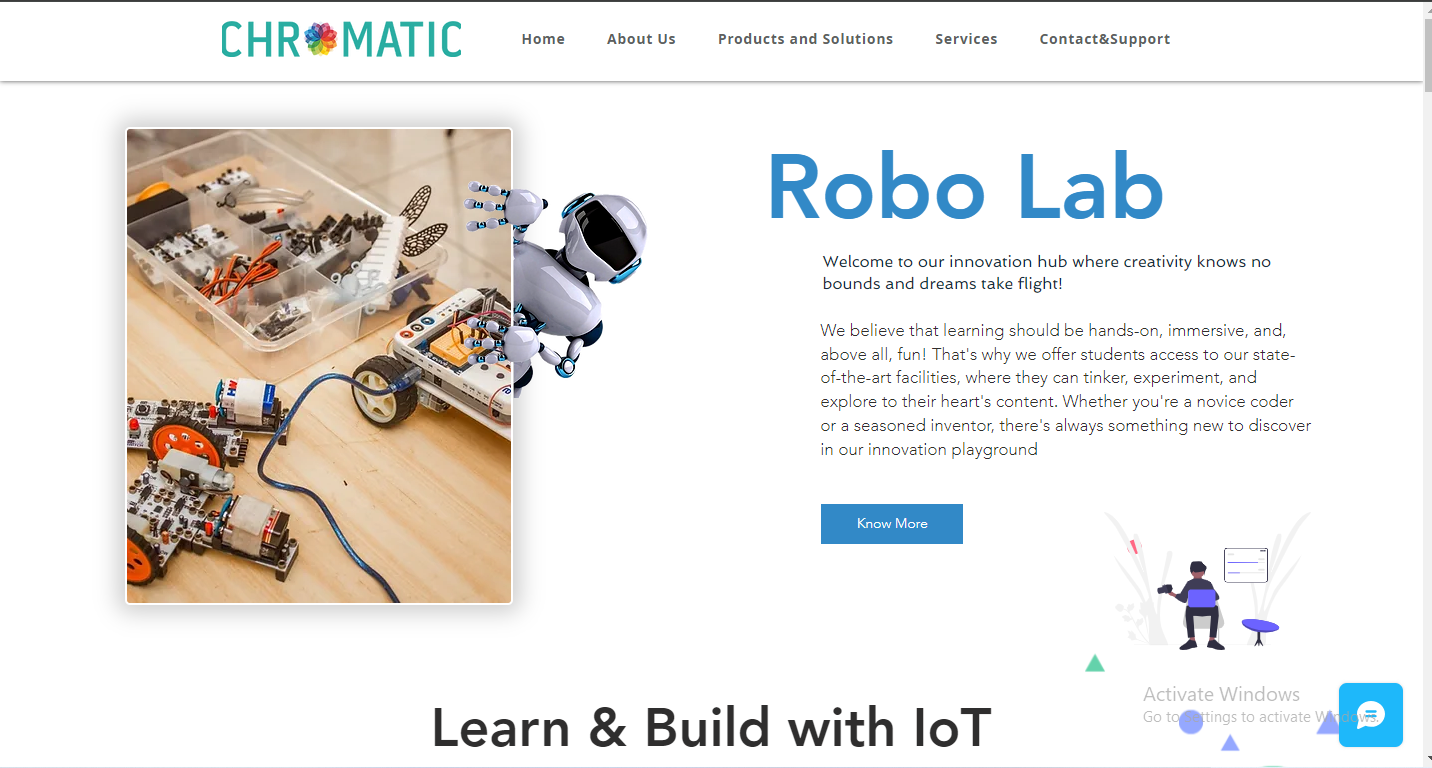 CHROMATIC
Home
About Us
Products and Solutions
Services
Contact&Support
Robo Lab
Welcome to our innovation hub where creativity knows no
bounds and dreams take flight!
We believe that learning should be hands-on, immersive, and,
above all, fun! That's why we offer students access to our state-
of-the-art facilities, where they can tinker, experiment, and
explore to their heart's content. Whether you're a novice coder
or a seasoned inventor, there's always something new to discover
in our innovation playground
Know More
Activate Windows
Go to Settings to activate Windows.
Learn & Build with IoT